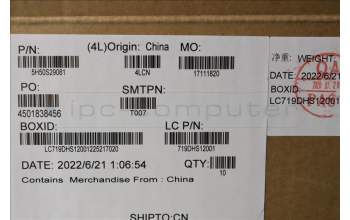 P/N: (4L)Origin: China MO:
5H50S29081 4LCN 17111820
PO: SMTPN:
4501838456 T007
BOXID: LC P/N:
LC719DHS12001225217020 719DHS12001
DATE: 2022/6/21 1:06:54 QTY:
10
Contains Merchandise From : China
SHIPTO:CN
净重: WEIGHT,
DATE: 2022/6/21
BOXID:
LC719DHS12001
ipc-computer